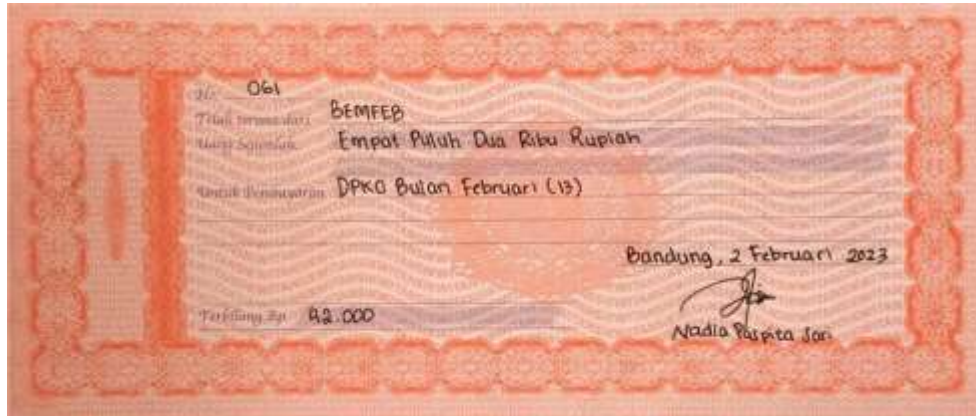 No. 061
Telah terima dari BEMFEB
Uang Sejumlah Empat Puluh Dua Ribu Rupiah
Untuk Pembayaran DPKO Bulan Februari (13)
Bandung, 2 Februari 2023
Terbilang Rp 42.000
Nadia Puspita Sari